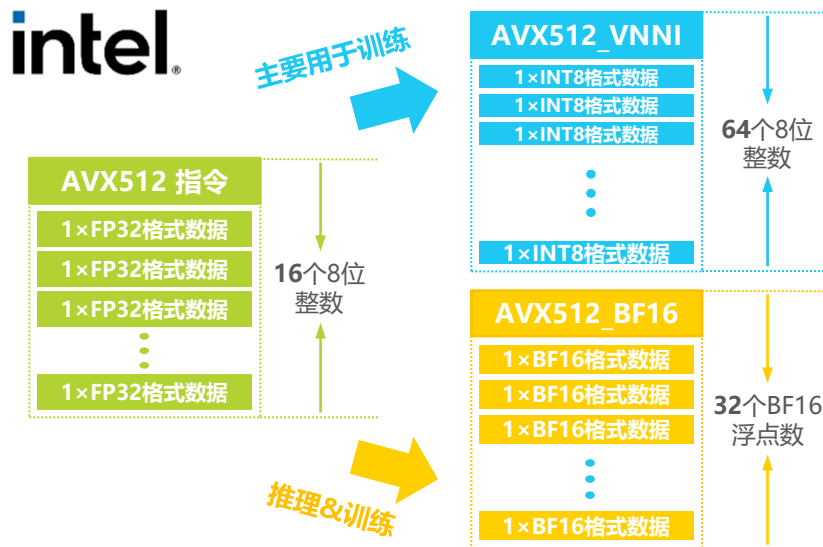 intel.
主要用于训练
AVX512_VNNI
1×INT8格式数据
1×INT8格式数据
1×INT8格式数据
1×INT8格式数据
64个8位
整数
AVX512 指令
1×FP32格式数据
1×FP32格式数据
1×FP32格式数据
1×FP32格式数据
16个8位
整数
AVX512_BF16
1×BF16格式数据
1×BF16格式数据
1×BF16格式数据
1×BF16格式数据
32个BF16
浮点数
推理&训练